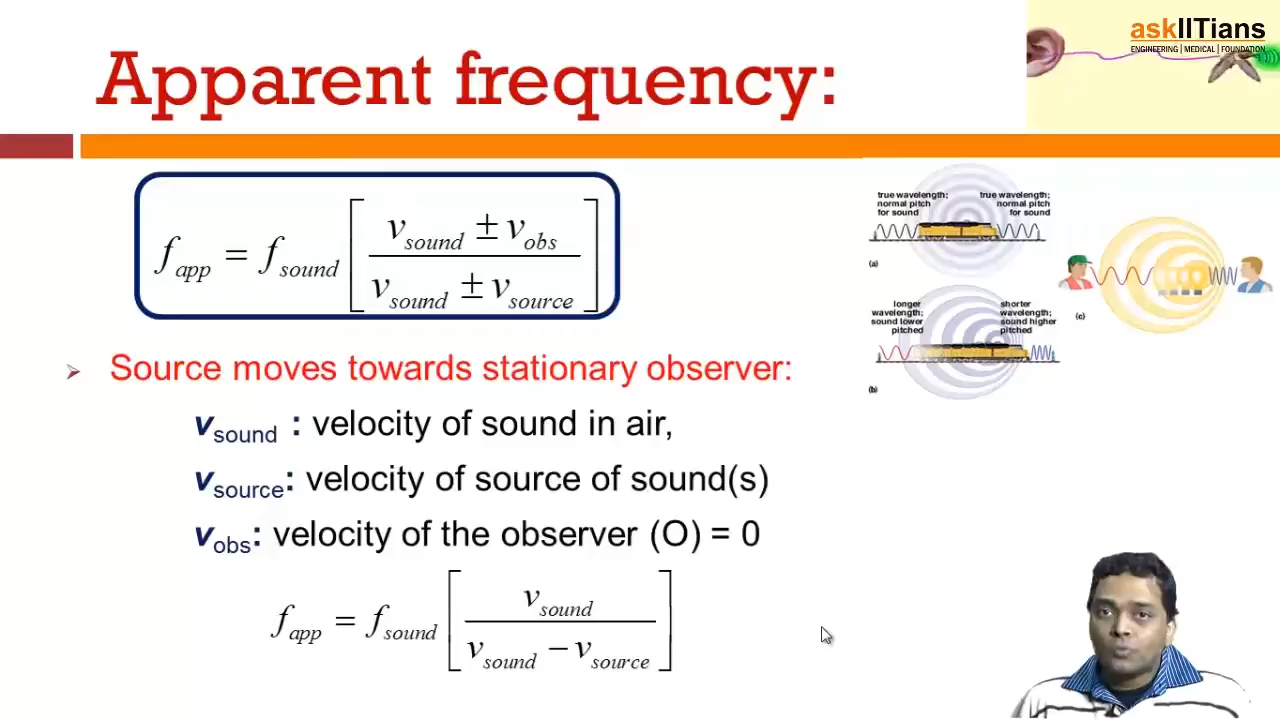 askIITians
ENGINEERING | MEDICAL | FOUNDATION
Apparent frequency:
f_app = f_sound [ (v_sound ± v_obs) / (v_sound ± v_source) ]
true wavelength; normal pitch for sound
true wavelength; normal pitch for sound
(a)
longer wavelength; sound lower pitched
shorter wavelength; sound higher pitched
(b)
(c)
➢ Source moves towards stationary observer:
v_sound : velocity of sound in air,
v_source: velocity of source of sound(s)
v_obs: velocity of the observer (O) = 0
f_app = f_sound [ v_sound / (v_sound − v_source) ]